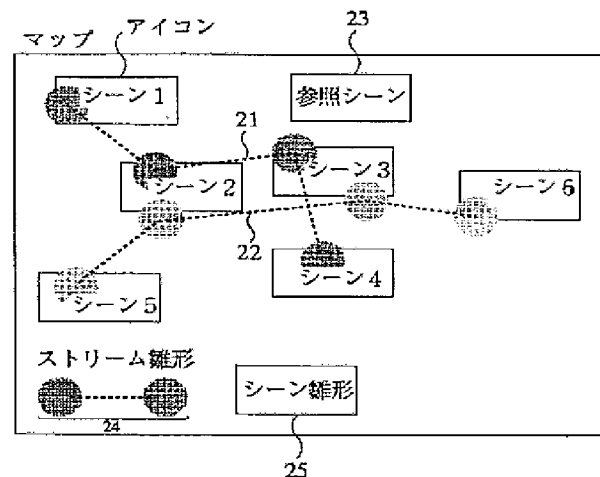 アイコン
23
マップ
シーン1
参照シーン
21
シーン2
シーン3
シーン6
22
シーン4
シーン5
ストリーム雛形
シーン雛形
24
25